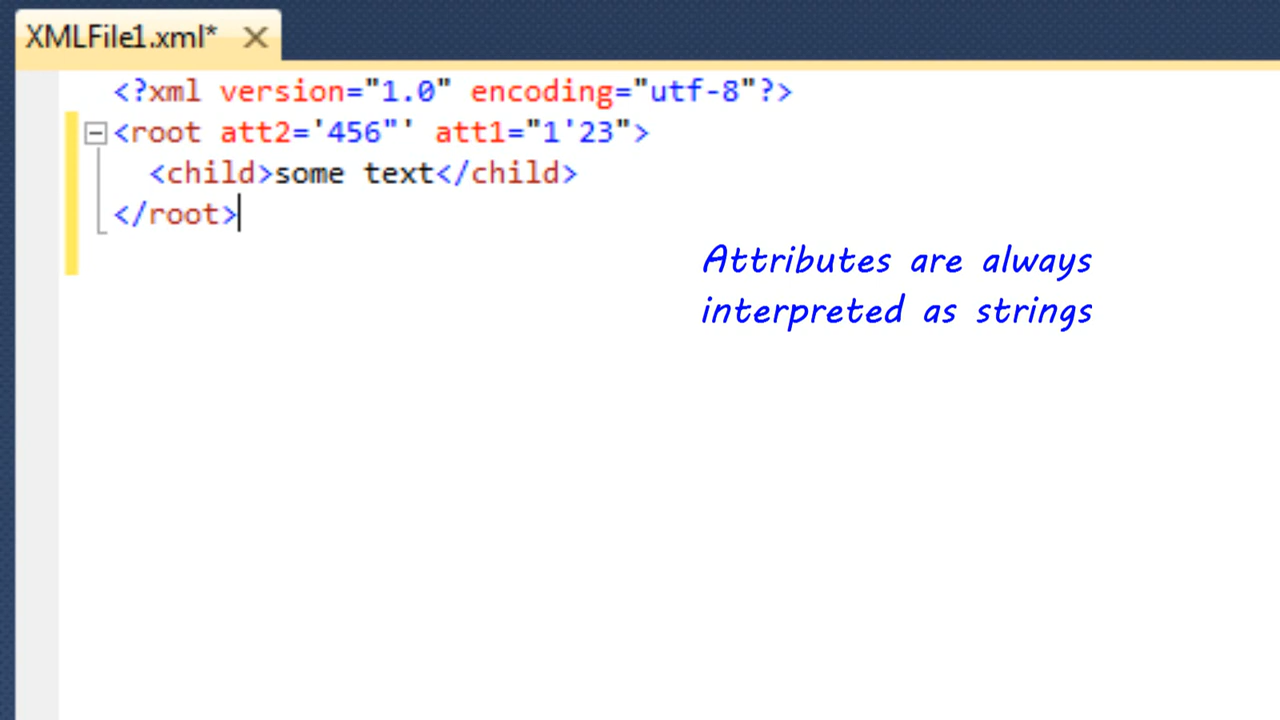 XMLFile1.xml*
<?xml version="1.0" encoding="utf-8"?>
<root att2='456"' att1="1'23">
<child>some text</child>
</root>
Attributes are always
interpreted as strings